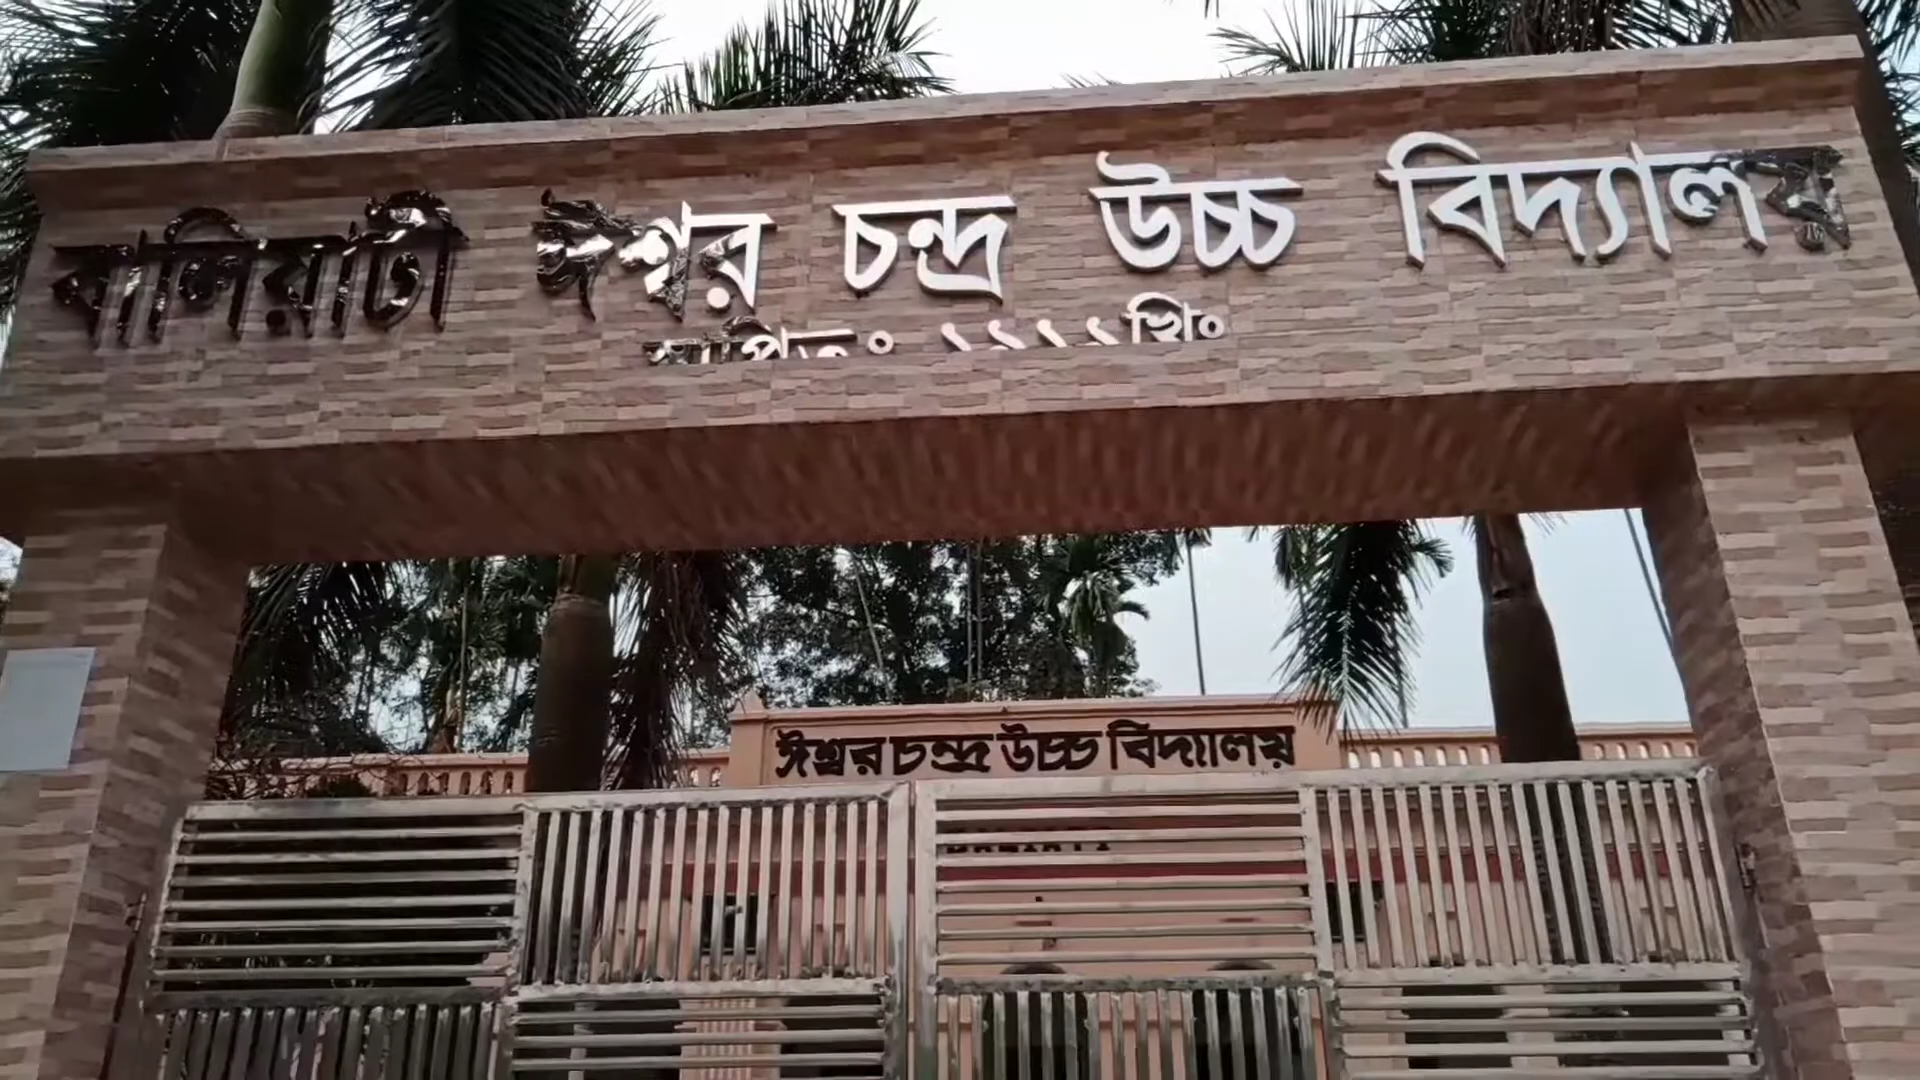 বালিয়াটী ঈশ্বর চন্দ্র উচ্চ বিদ্যালয়
স্থাপিতঃ খ্রিঃ
ঈশ্বর চন্দ্র উচ্চ বিদ্যালয়